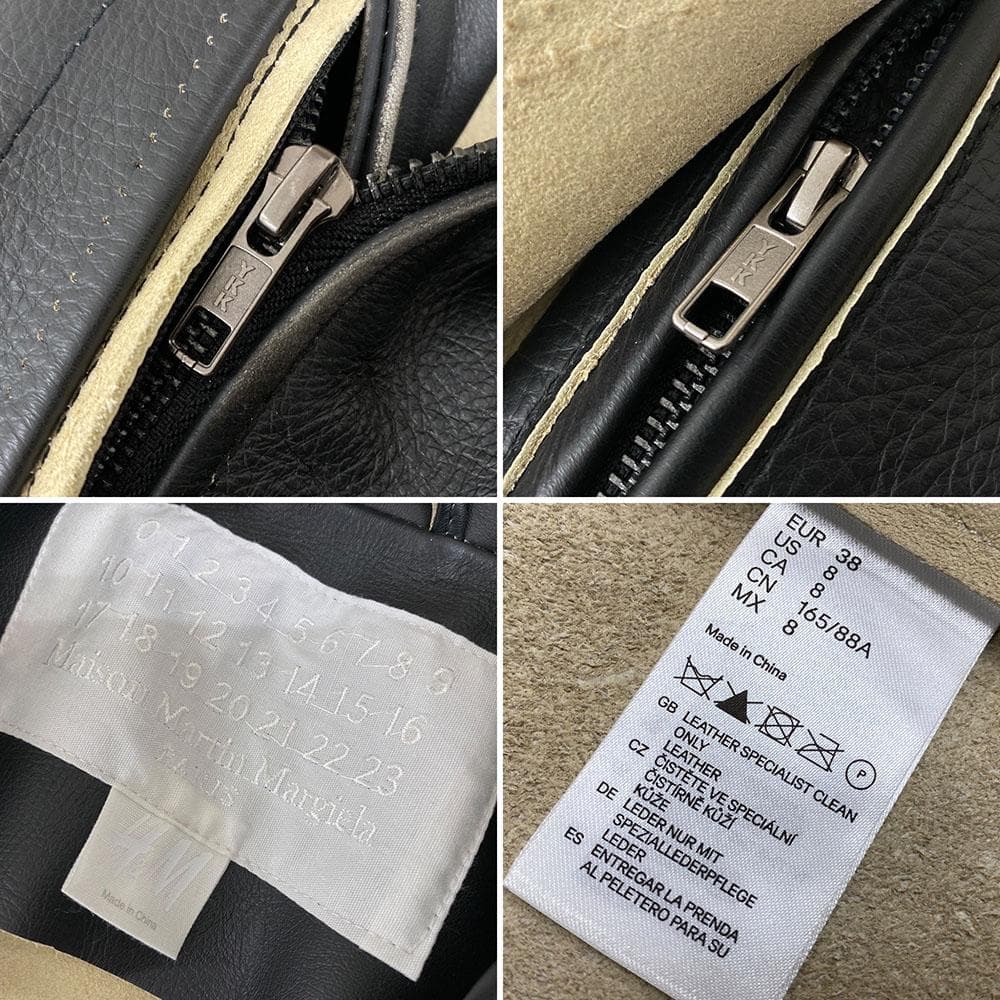 YKK
YKK
0 1 2 3 4 5 6 7 8 9
10 11 12 13 14 15 16
17 18 19 20 21 22 23
Maison Martin Margiela
PARIS
H&M
Made in China
EUR 38
US 8
CA 8
CN 165/88A
MX 8
Made in China
P
GB LEATHER SPECIALIST CLEAN
ONLY
LEATHER
CZ ČISTĚTE VE SPECIÁLNÍ
ČISTÍRNĚ KŮŽÍ
KŮŽE
DE LEDER NUR MIT
SPEZIALLEDERPFLEGE
LEDER
ES ENTREGAR LA PRENDA
AL PELETERO PARA SU